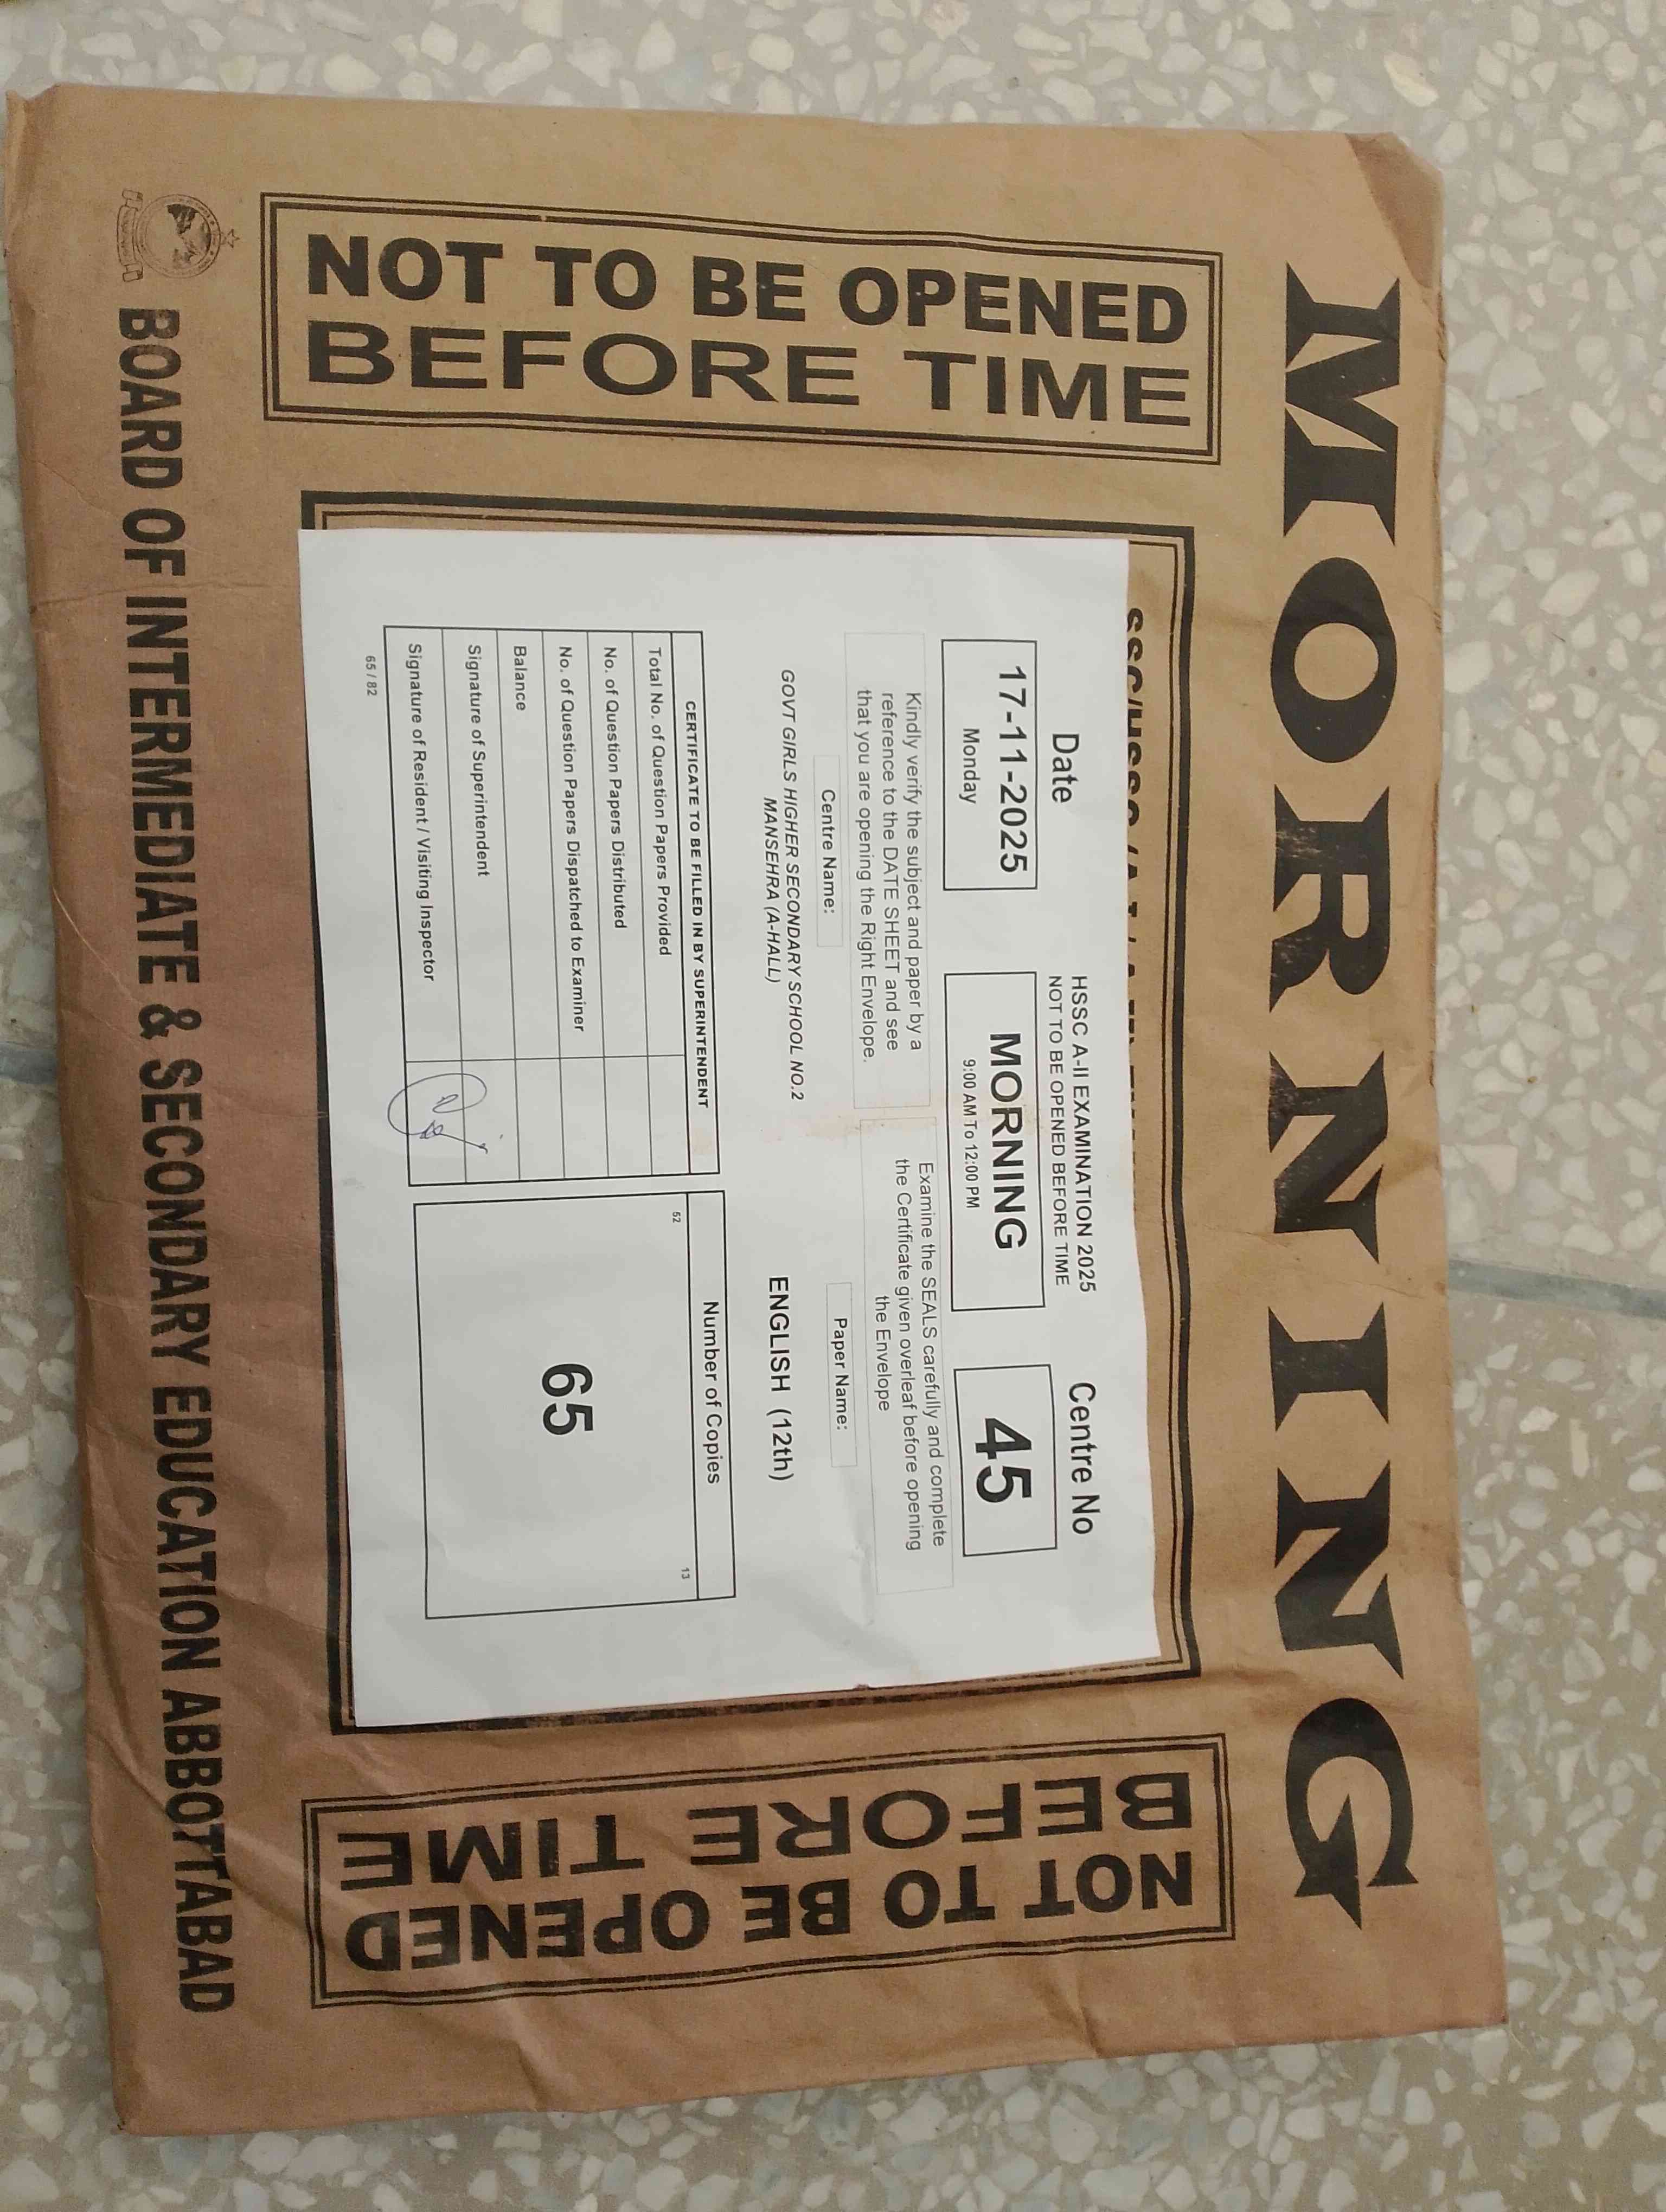 MORNING
NOT TO BE OPENED
BEFORE TIME
Date
17-11-2025
Monday
HSSC A-II EXAMINATION 2025
NOT TO BE OPENED BEFORE TIME
MORNING
9:00 AM To 12:00 PM
Centre No
45
Kindly verify the subject and paper by a
reference to the DATE SHEET and see
that you are opening the Right Envelope.
Examine the SEALS carefully and complete
the Certificate given overleaf before opening
the Envelope
Centre Name:
GOVT GIRLS HIGHER SECONDARY SCHOOL NO.2
MANSEHRA (A-HALL)
Paper Name:
ENGLISH (12th)
CERTIFICATE TO BE FILLED IN BY SUPERINTENDENT
Total No. of Question Papers Provided
No. of Question Papers Distributed
No. of Question Papers Dispatched to Examiner
Balance
Signature of Superintendent
Signature of Resident / Visiting Inspector
65 / 82
Number of Copies
52
13
65
NOT TO BE OPENED
BEFORE TIME
BOARD OF INTERMEDIATE & SECONDARY EDUCATION ABBOTTABAD